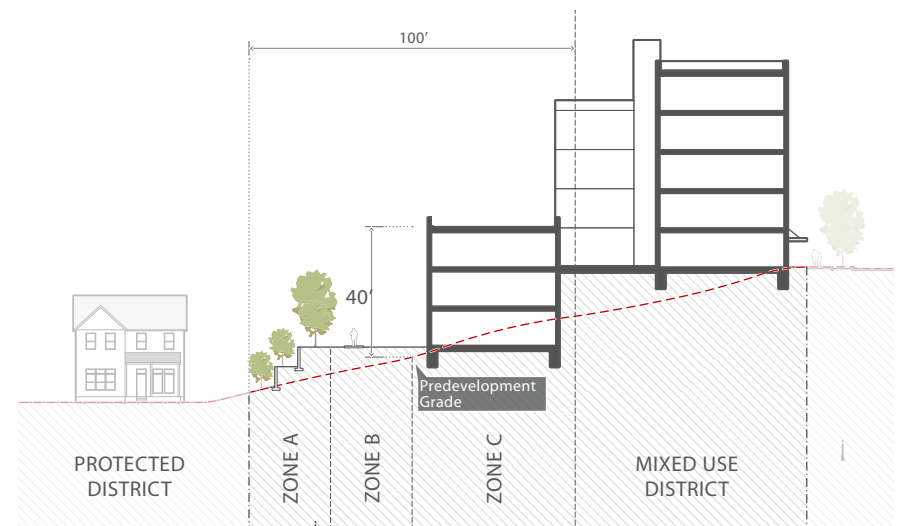 100’
40’
Predevelopment
Grade
PROTECTED
DISTRICT
ZONE A
ZONE B
ZONE C
MIXED USE
DISTRICT